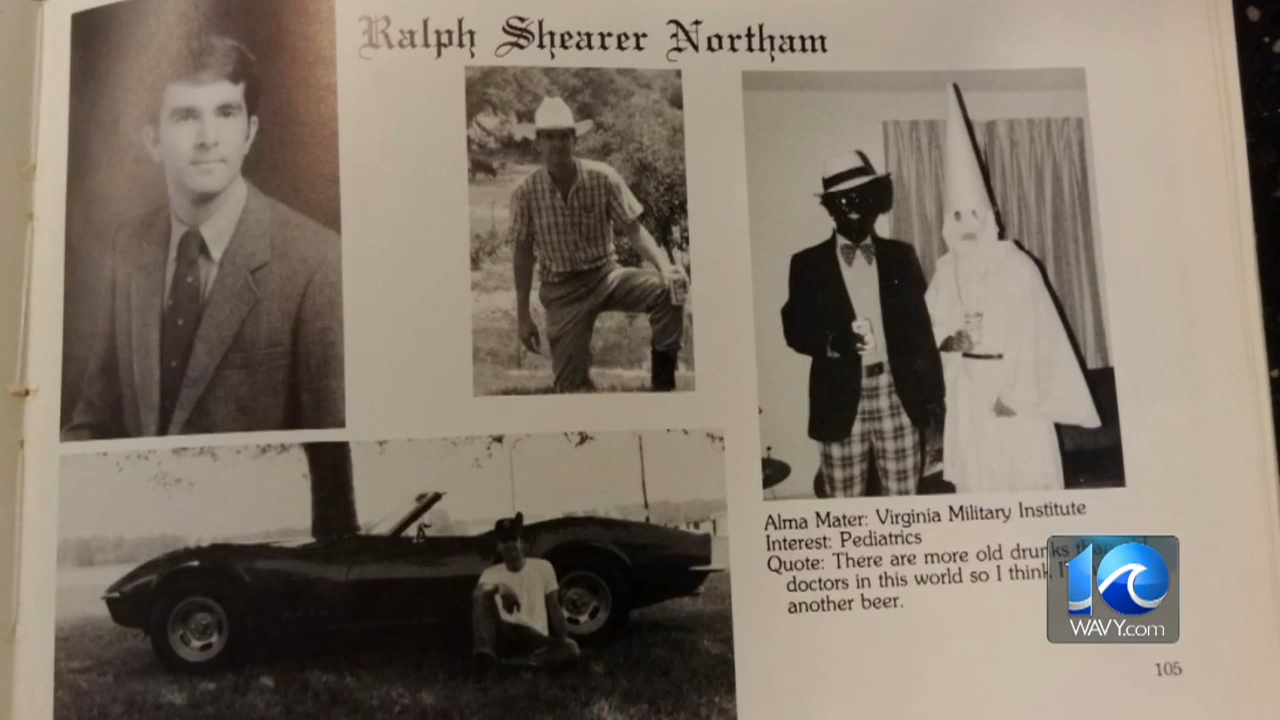 Ralph Shearer Northam
Alma Mater: Virginia Military Institute
Interest: Pediatrics
Quote: There are more old drunks
doctors in this world so I think
another beer.
10
WAVY.com
105